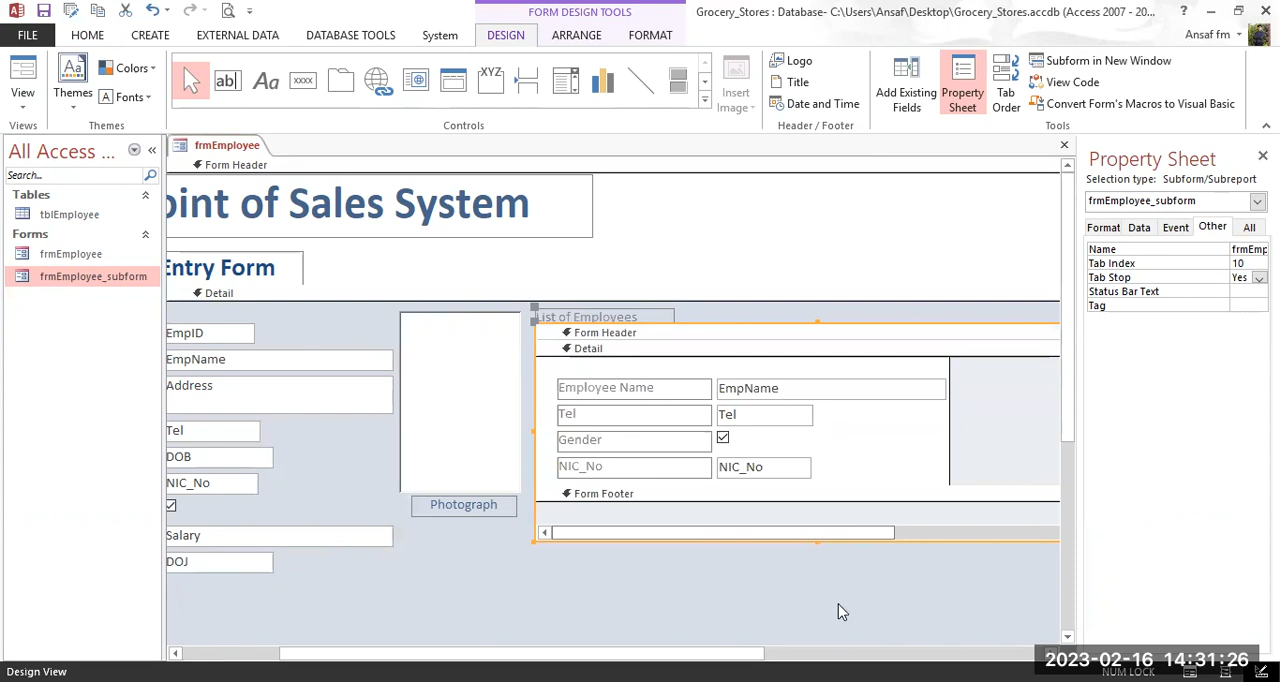 FORM DESIGN TOOLS
Grocery_Stores : Database- C:\Users\Ansaf\Desktop\Grocery_Stores.accdb (Access 2007 - 20...
?
FILE HOME CREATE EXTERNAL DATA DATABASE TOOLS System DESIGN ARRANGE FORMAT
Ansaf fm
View
Views
Themes
Colors
Fonts
Themes
ab|
Aa
xxxx
XYZ
Controls
Insert Image
Logo
Title
Date and Time
Header / Footer
Add Existing Fields
Property Sheet
Tab Order
Subform in New Window
View Code
Convert Form's Macros to Visual Basic
Tools
All Access ...
Search...
Tables
tblEmployee
Forms
frmEmployee
frmEmployee_subform
frmEmployee
Form Header
oint of Sales System
Entry Form
Detail
EmpID
EmpName
Address
Tel
DOB
NIC_No
Salary
DOJ
Photograph
List of Employees
Form Header
Detail
Employee Name EmpName
Tel Tel
Gender
NIC_No NIC_No
Form Footer
Property Sheet
Selection type: Subform/Subreport
frmEmployee_subform
Format Data Event Other All
Name frmEmp
Tab Index 10
Tab Stop Yes
Status Bar Text
Tag
2023-02-16 14:31:26
Design View
NUM LOCK